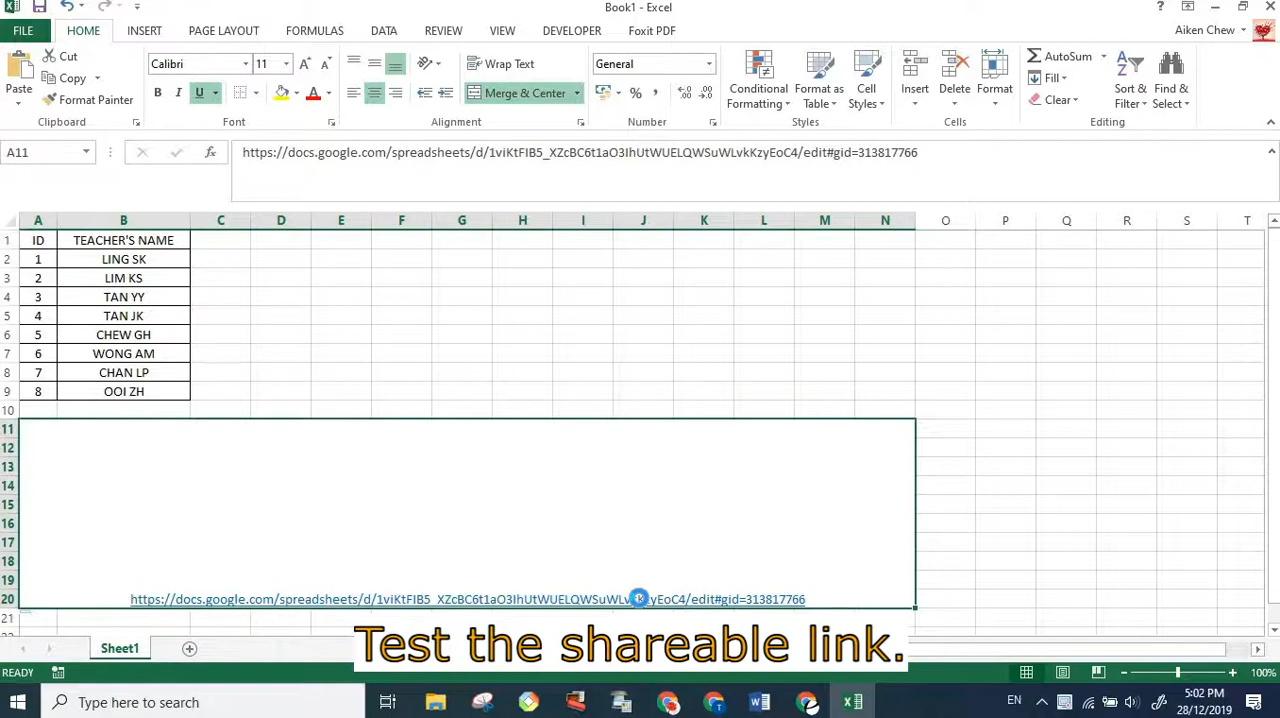 Book1 - Excel
FILE HOME INSERT PAGE LAYOUT FORMULAS DATA REVIEW VIEW DEVELOPER Foxit PDF Aiken Chew
Cut
Copy
Format Painter
Paste
Clipboard
Calibri 11
B I U
Font
Wrap Text
Merge & Center
Alignment
General
%
Number
Conditional Formatting
Format as Table
Cell Styles
Styles
Insert
Delete
Format
Cells
AutoSum
Fill
Clear
Sort & Filter
Find & Select
Editing
A11 fx https://docs.google.com/spreadsheets/d/1viKtFIB5_XZcBC6t1aO3IhUtWUELQWSuWLvkKzyEoC4/edit#gid=313817766
A B C D E F G H I J K L M N O P Q R S T
1 ID TEACHER'S NAME
2 1 LING SK
3 2 LIM KS
4 3 TAN YY
5 4 TAN JK
6 5 CHEW GH
7 6 WONG AM
8 7 CHAN LP
9 8 OOI ZH
10
11
12
13
14
15
16
17
18
19
20 https://docs.google.com/spreadsheets/d/1viKtFIB5_XZcBC6t1aO3IhUtWUELQWSuWLvkKzyEoC4/edit#gid=313817766
21
Sheet1
Test the shareable link.
READY 100%
Type here to search
EN
5:02 PM
28/12/2019